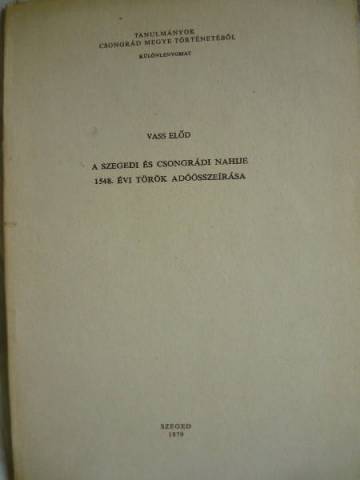 TANULMÁNYOK
CSONGRÁD MEGYE TÖRTÉNETÉBŐL
KÜLÖNLENYOMAT
VASS ELŐD
A SZEGEDI ÉS CSONGRÁDI NAHIJE
1548. ÉVI TÖRÖK ADÓÖSSZEÍRÁSA
SZEGED
1979